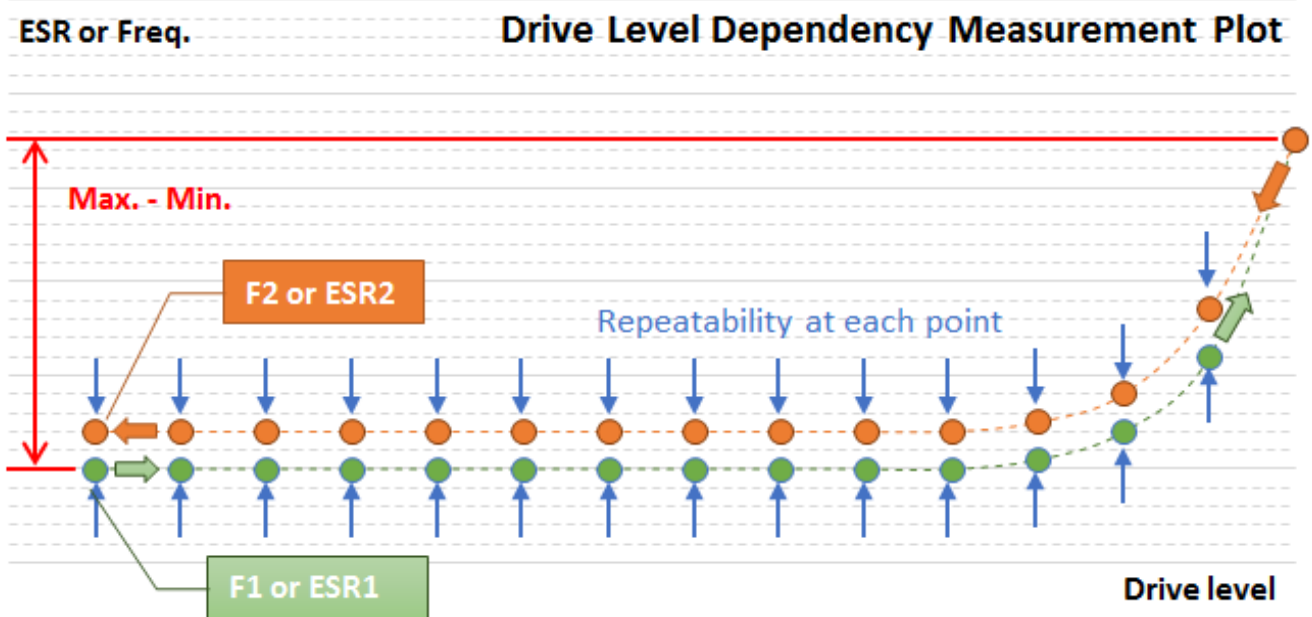 ESR or Freq.
Drive Level Dependency Measurement Plot
Max. - Min.
F2 or ESR2
Repeatability at each point
F1 or ESR1
Drive level